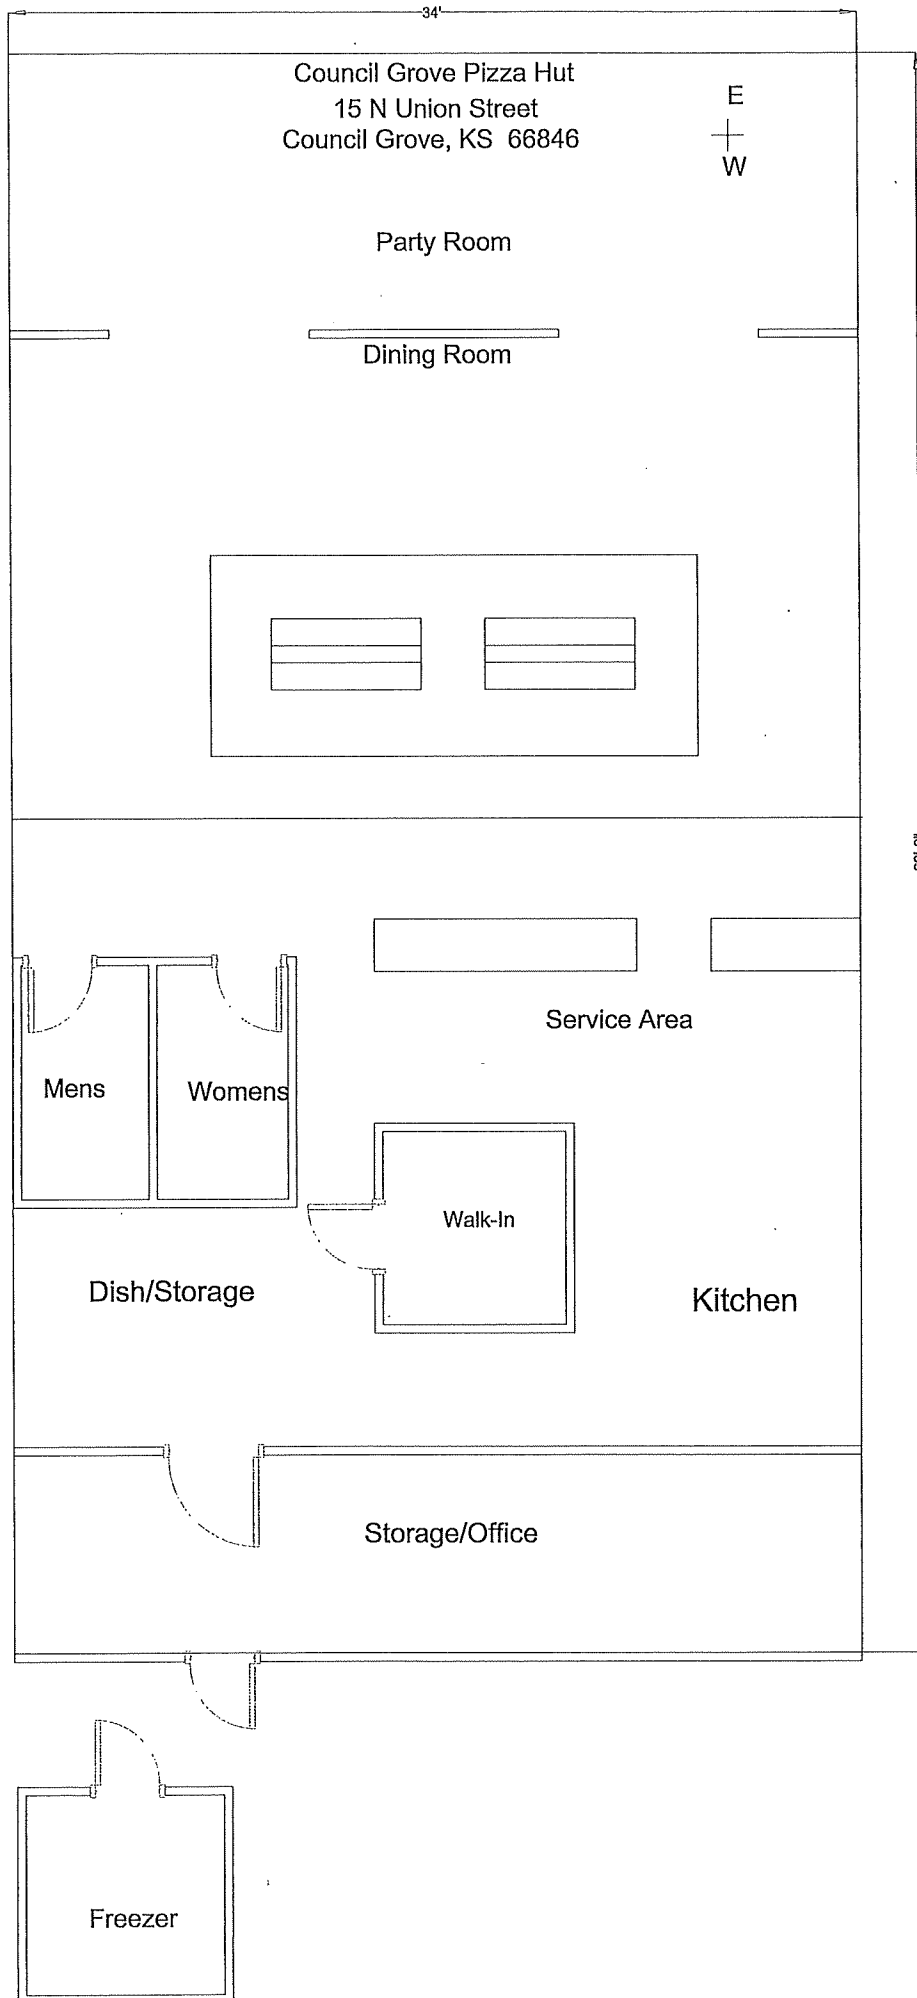 34'
Council Grove Pizza Hut
15 N Union Street
Council Grove, KS 66846
E
W
Party Room
Dining Room
Service Area
Mens
Womens
Walk-In
Dish/Storage
Kitchen
Storage/Office
Freezer